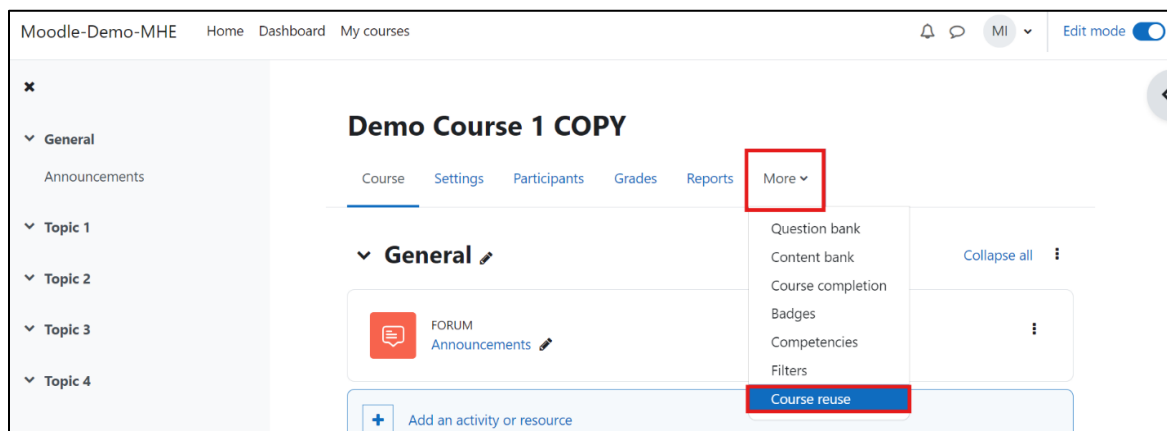 Moodle-Demo-MHE Home Dashboard My courses MI Edit mode
General
Announcements
Topic 1
Topic 2
Topic 3
Topic 4
Demo Course 1 COPY
Course Settings Participants Grades Reports More
General
Collapse all
FORUM
Announcements
Add an activity or resource
Question bank
Content bank
Course completion
Badges
Competencies
Filters
Course reuse